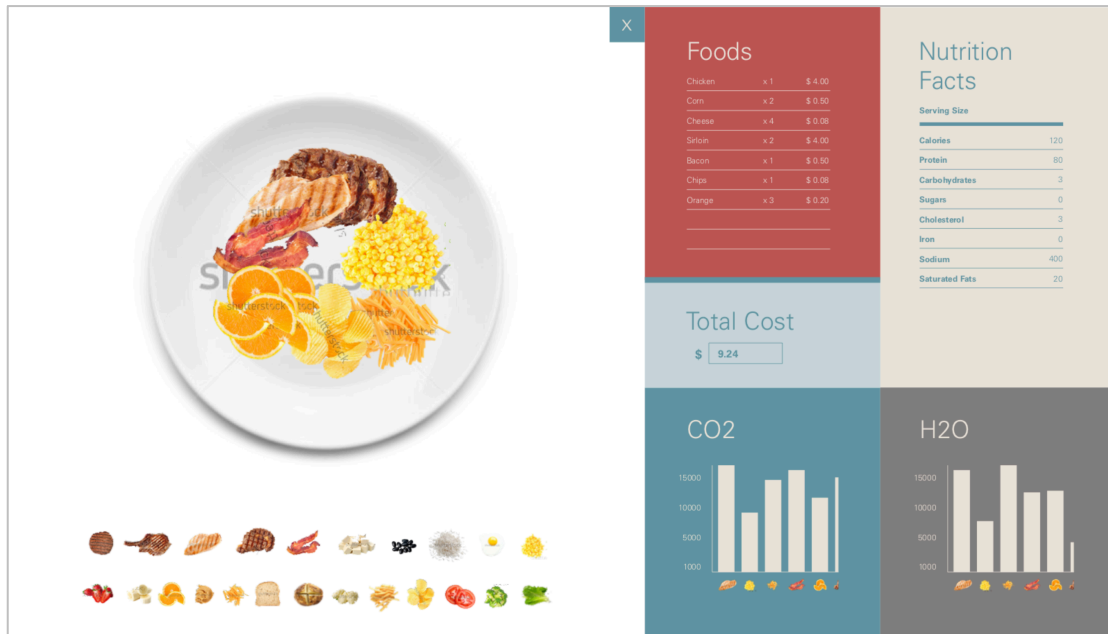 X
Foods
Chicken x 1 $ 4.00
Corn x 2 $ 0.50
Cheese x 4 $ 0.08
Sirloin x 2 $ 4.00
Bacon x 1 $ 0.50
Chips x 1 $ 0.08
Orange x 3 $ 0.20
Total Cost
$ 9.24
Nutrition
Facts
Serving Size
Calories 120
Protein 80
Carbohydrates 3
Sugars 0
Cholesterol 3
Iron 0
Sodium 400
Saturated Fats 20
CO2
15000
10000
5000
1000
H2O
15000
10000
5000
1000
shutterstock
shutterstock
shutterstock